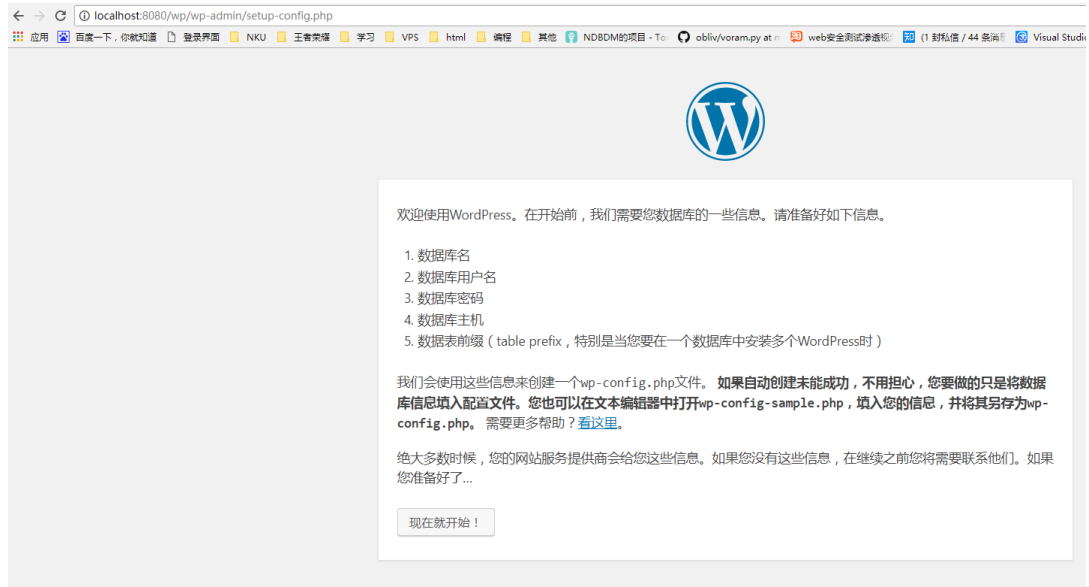 localhost:8080/wp/wp-admin/setup-config.php
应用 百度一下，你就知道 登录界面 NKU 王者荣耀 学习 VPS html 编程 其他 NDBDM的项目 - To obliv/voram.py at m web安全测试渗透视 (1 封私信 / 44 条消 Visual Studi
欢迎使用WordPress。在开始前，我们需要您数据库的一些信息。请准备好如下信息。
1. 数据库名
2. 数据库用户名
3. 数据库密码
4. 数据库主机
5. 数据表前缀（table prefix，特别是当您要在一个数据库中安装多个WordPress时）
我们会使用这些信息来创建一个wp-config.php文件。 如果自动创建未能成功，不用担心，您要做的只是将数据
库信息填入配置文件。您也可以在文本编辑器中打开wp-config-sample.php，填入您的信息，并将其另存为wp-
config.php。 需要更多帮助？看这里。
绝大多数时候，您的网站服务提供商会给您这些信息。如果您没有这些信息，在继续之前您将需要联系他们。如果
您准备好了...
现在就开始！